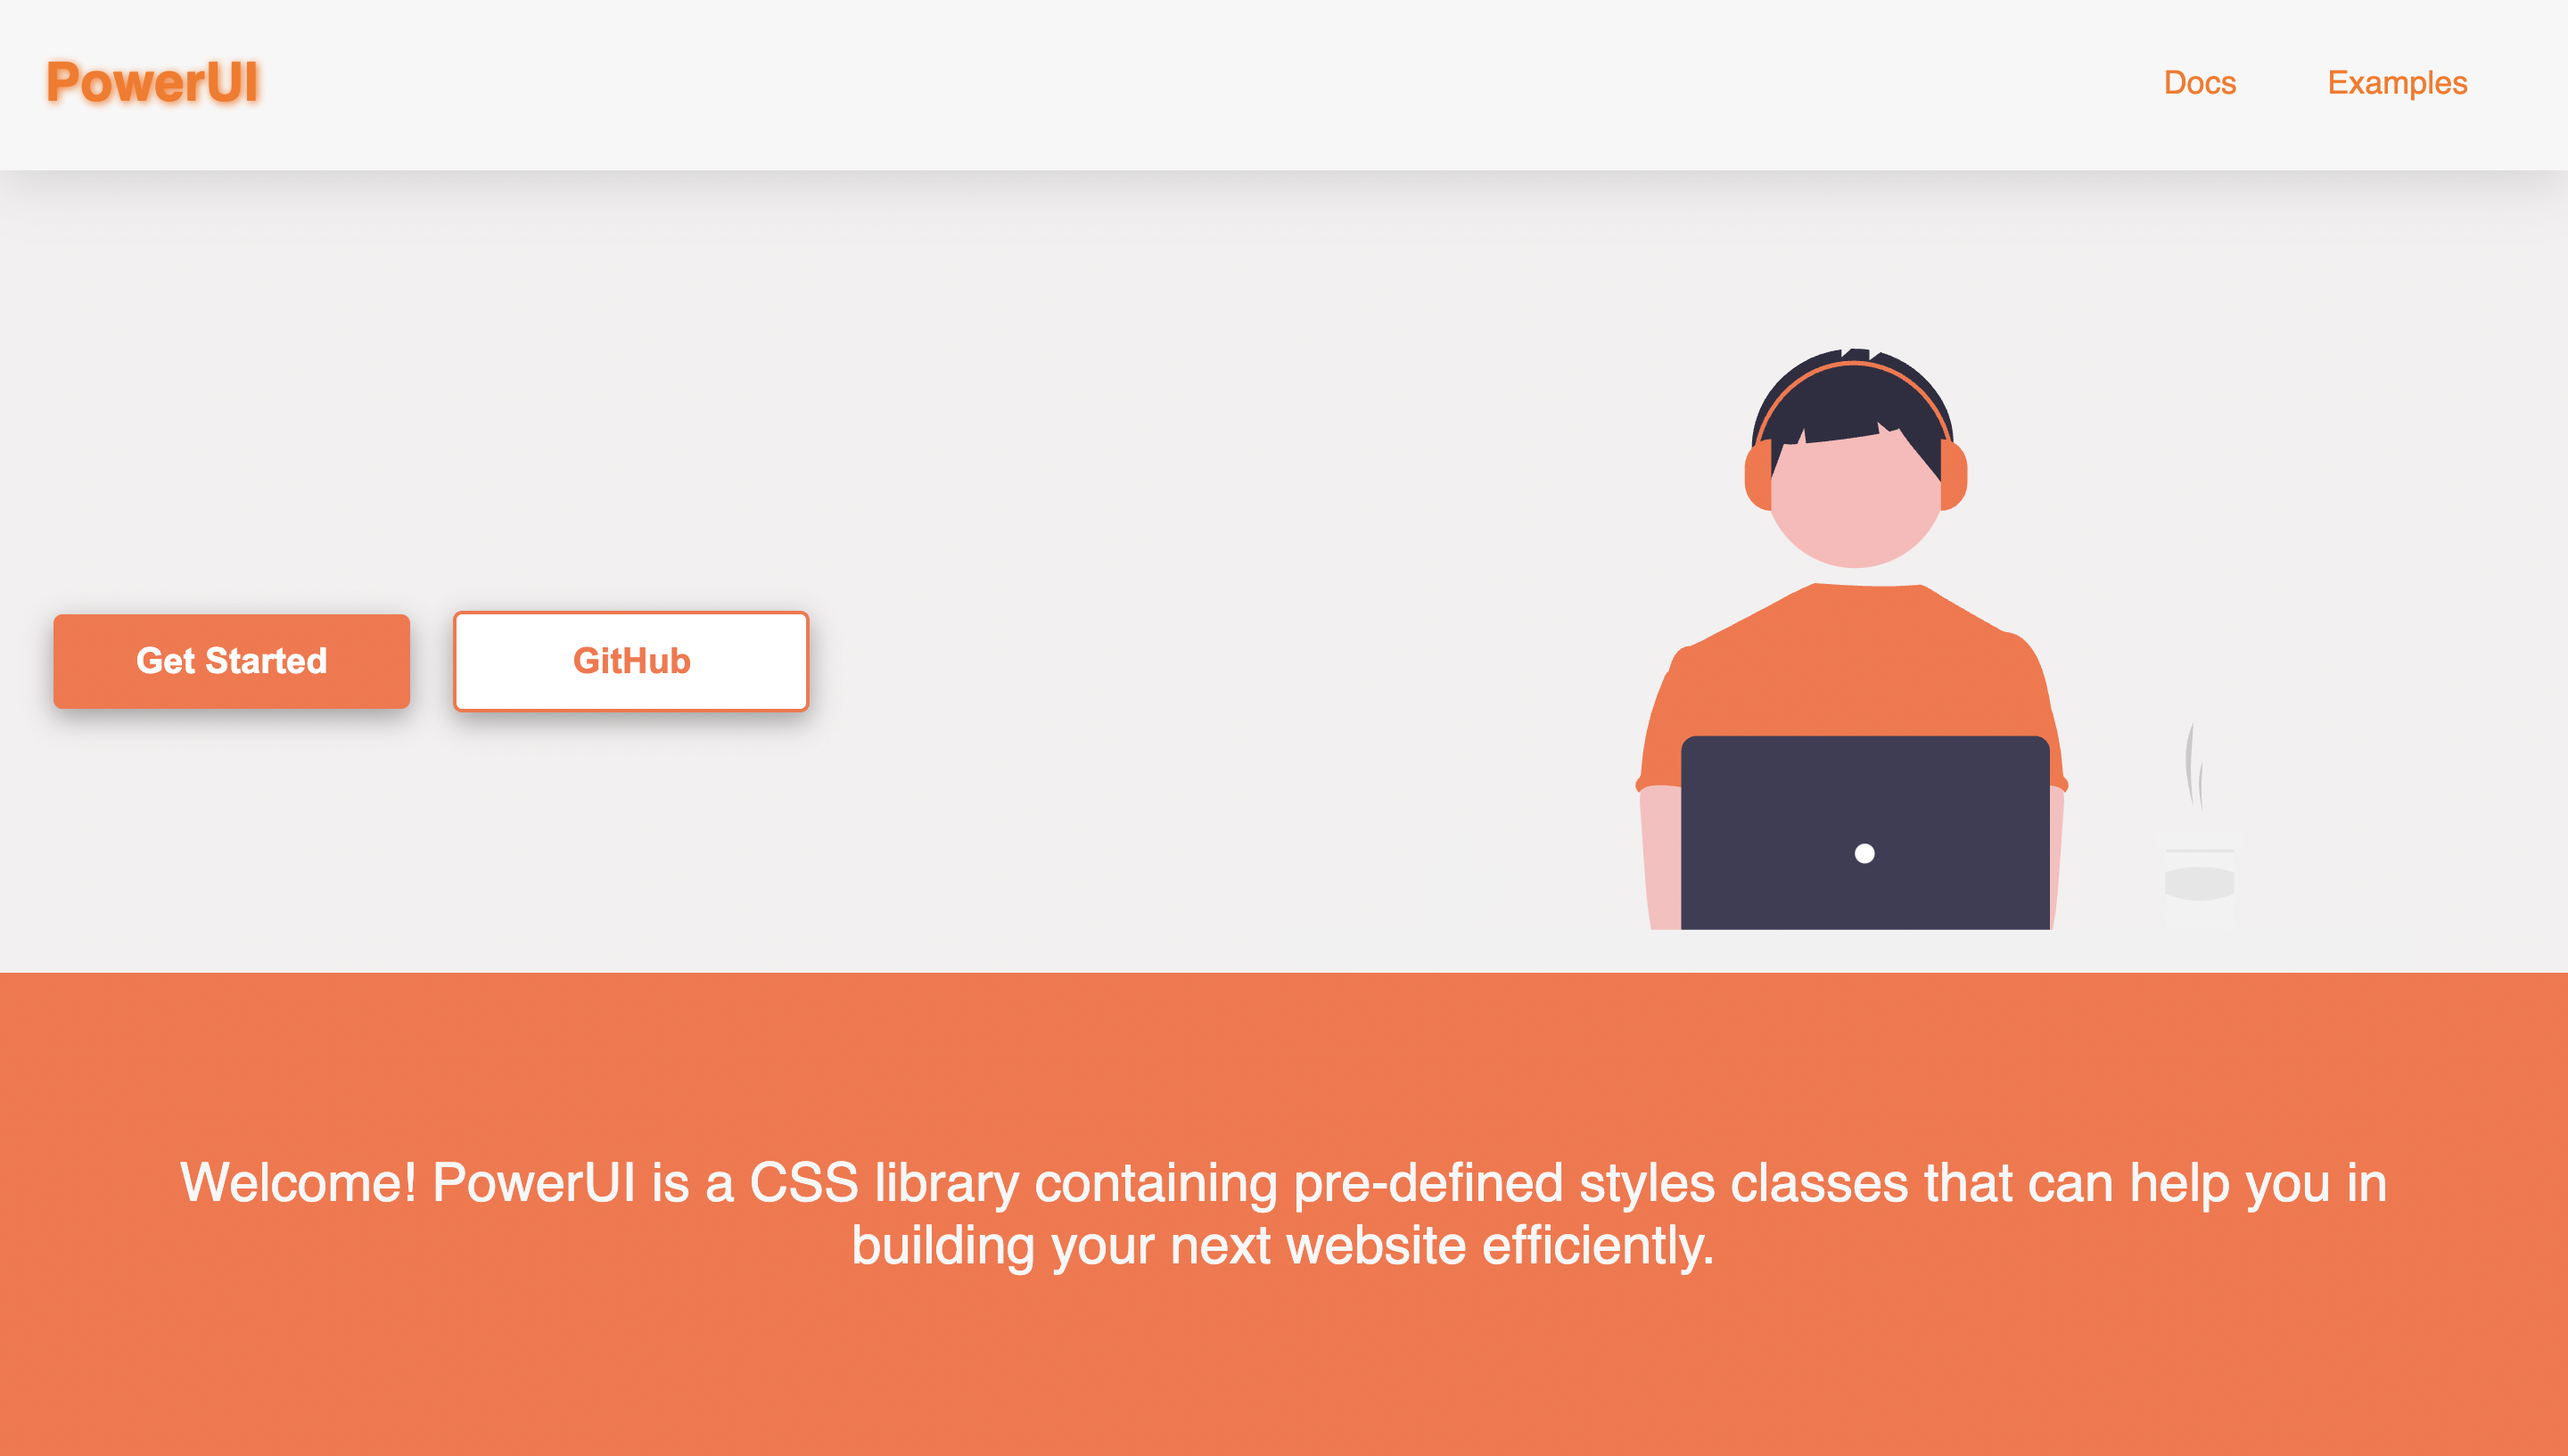 PowerUI
Docs
Examples
Get Started
GitHub
Welcome! PowerUI is a CSS library containing pre-defined styles classes that can help you in
building your next website efficiently.